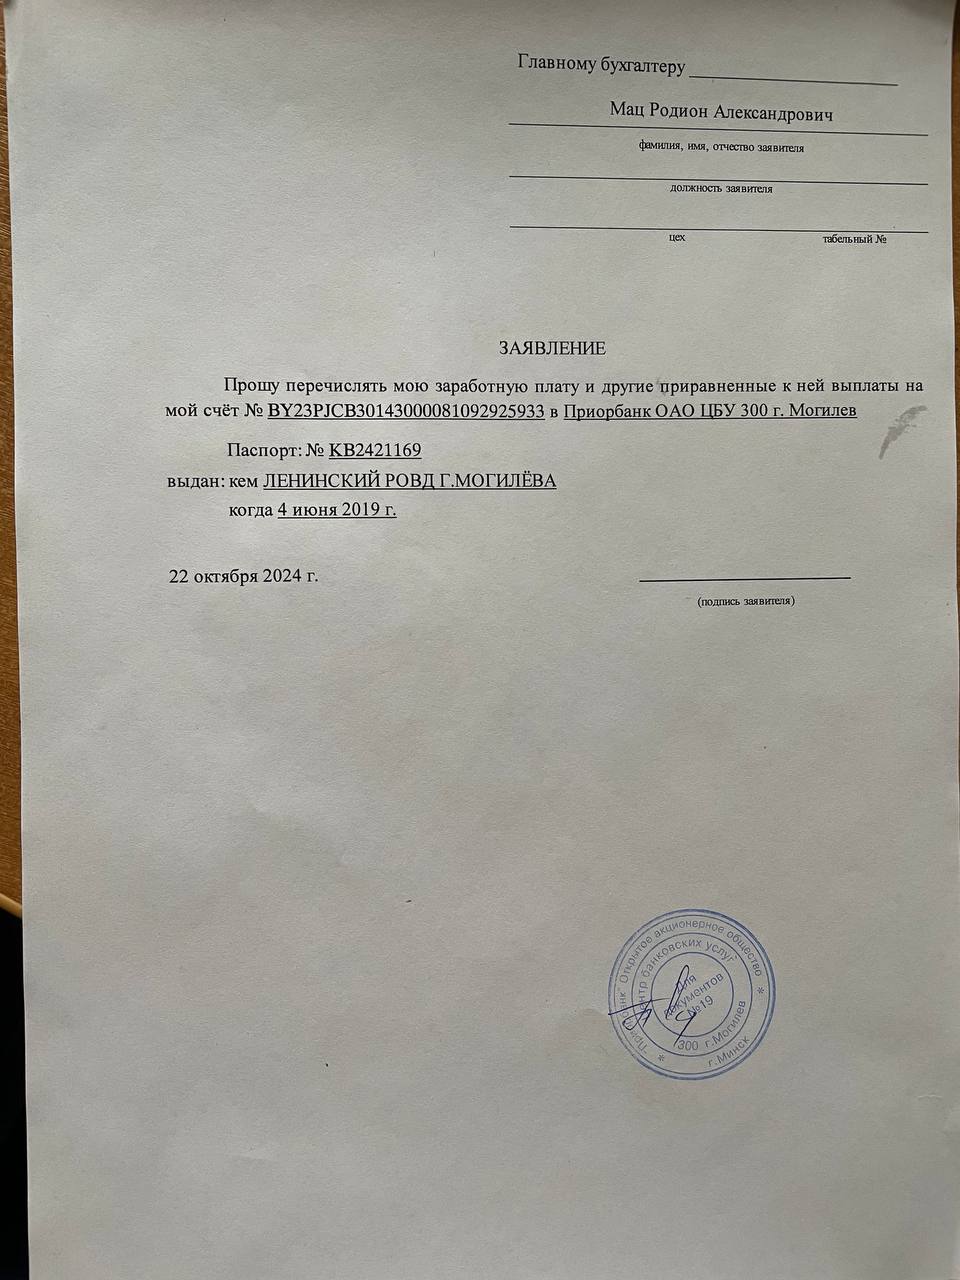 Главному бухгалтеру
Мац Родион Александрович
фамилия, имя, отчество заявителя
должность заявителя
цех табельный №
ЗАЯВЛЕНИЕ
Прошу перечислять мою заработную плату и другие приравненные к ней выплаты на
мой счёт № BY23PJCB30143000081092925933 в Приорбанк ОАО ЦБУ 300 г. Могилев
Паспорт: № KB2421169
выдан: кем ЛЕНИНСКИЙ РОВД Г.МОГИЛЁВА
когда 4 июня 2019 г.
22 октября 2024 г.
(подпись заявителя)
"Приорбанк" Открытое акционерное общество
* г.Минск *
Центр банковских услуг
300 г.Могилев
Для
документов
№19